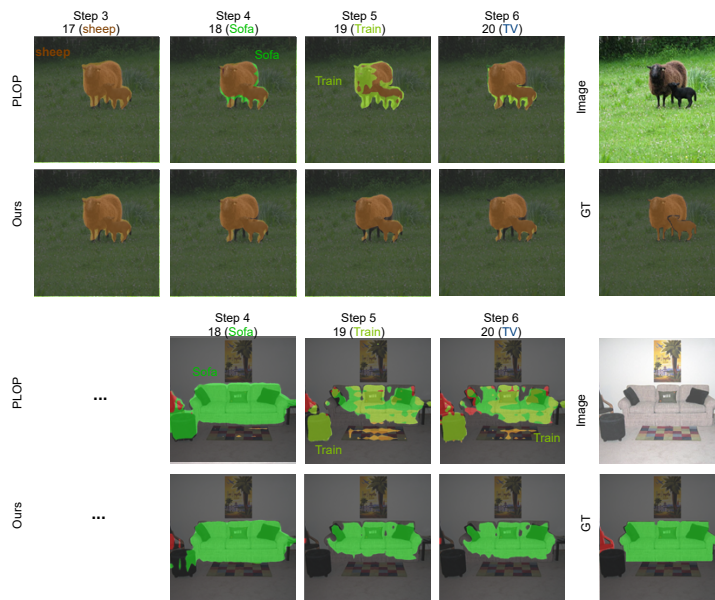 Step 3
17 (sheep)
Step 4
18 (Sofa)
Step 5
19 (Train)
Step 6
20 (TV)
PLOP
sheep
Sofa
Train
Image
Ours
GT
Step 4
18 (Sofa)
Step 5
19 (Train)
Step 6
20 (TV)
PLOP
...
Sofa
Train
Train
Image
Ours
...
GT